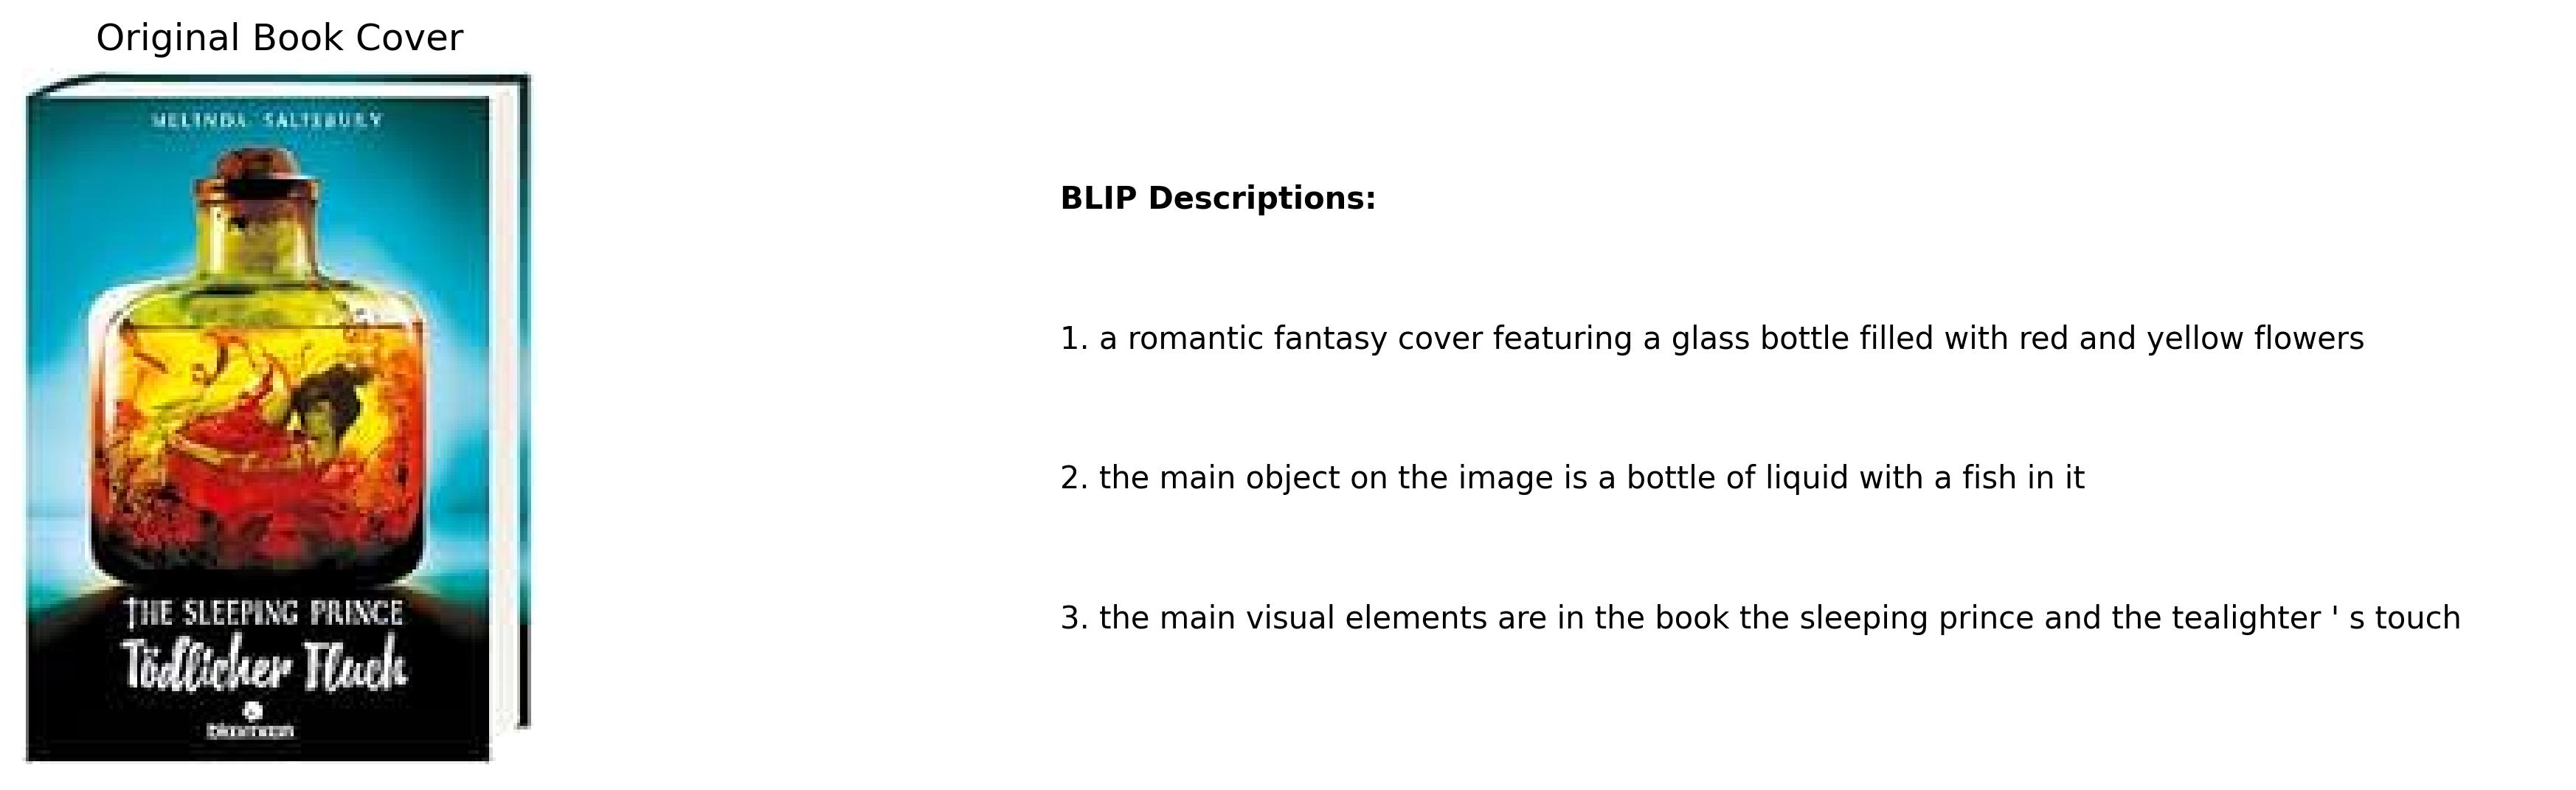 Original Book Cover
MELINDA SALISBURY
THE SLEEPING PRINCE
Tödlicher Fluch
bloomoon
BLIP Descriptions:
1. a romantic fantasy cover featuring a glass bottle filled with red and yellow flowers
2. the main object on the image is a bottle of liquid with a fish in it
3. the main visual elements are in the book the sleeping prince and the tealighter ' s touch